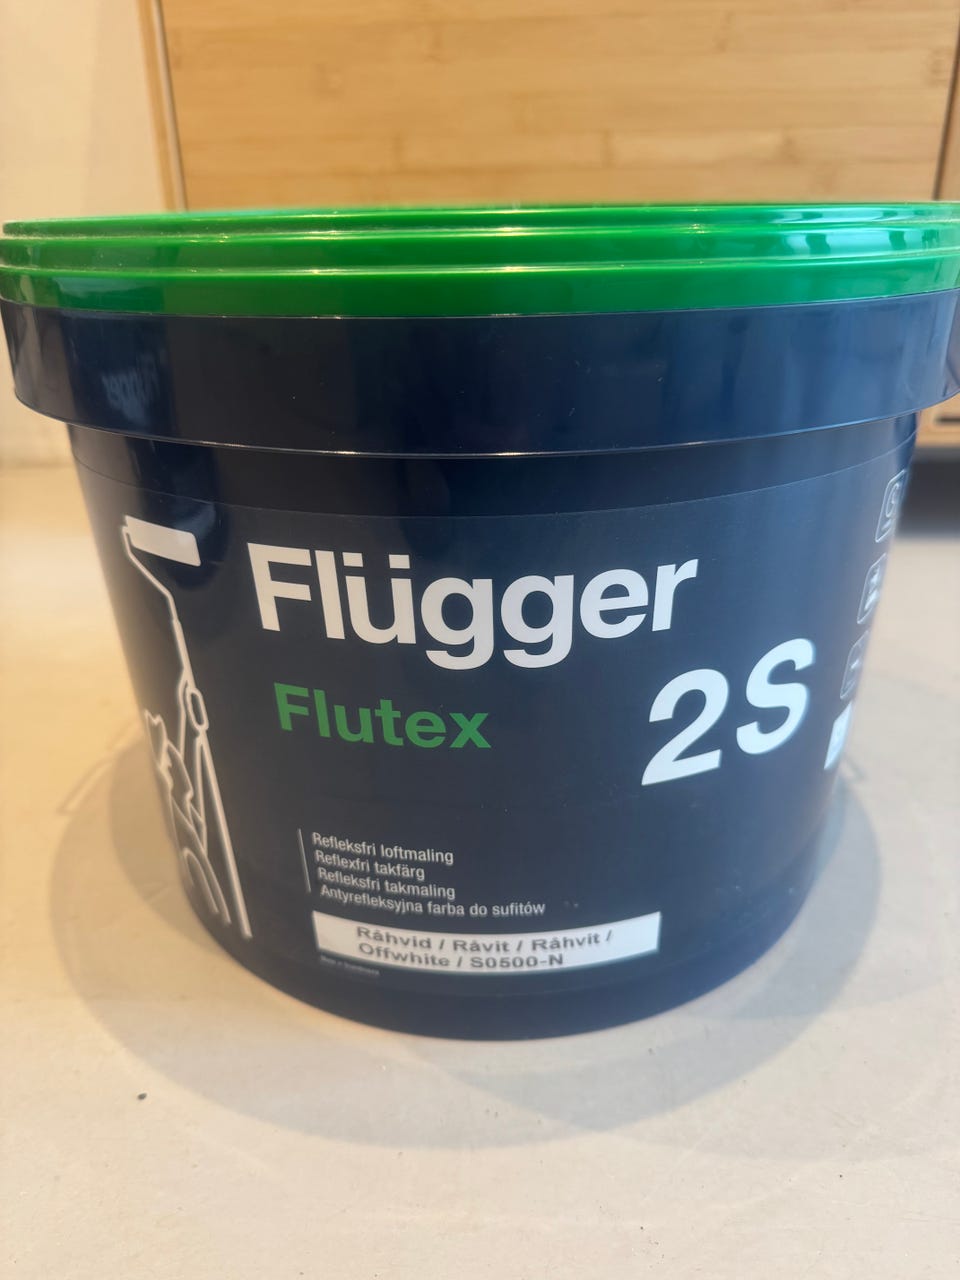 Flügger
Flutex
2S
Refleksfri loftmaling
Reflexfri takfärg
Refleksfri takmaling
Antyrefleksyjna farba do sufitów
Råhvid / Råvit / Råhvit /
Offwhite / S0500-N